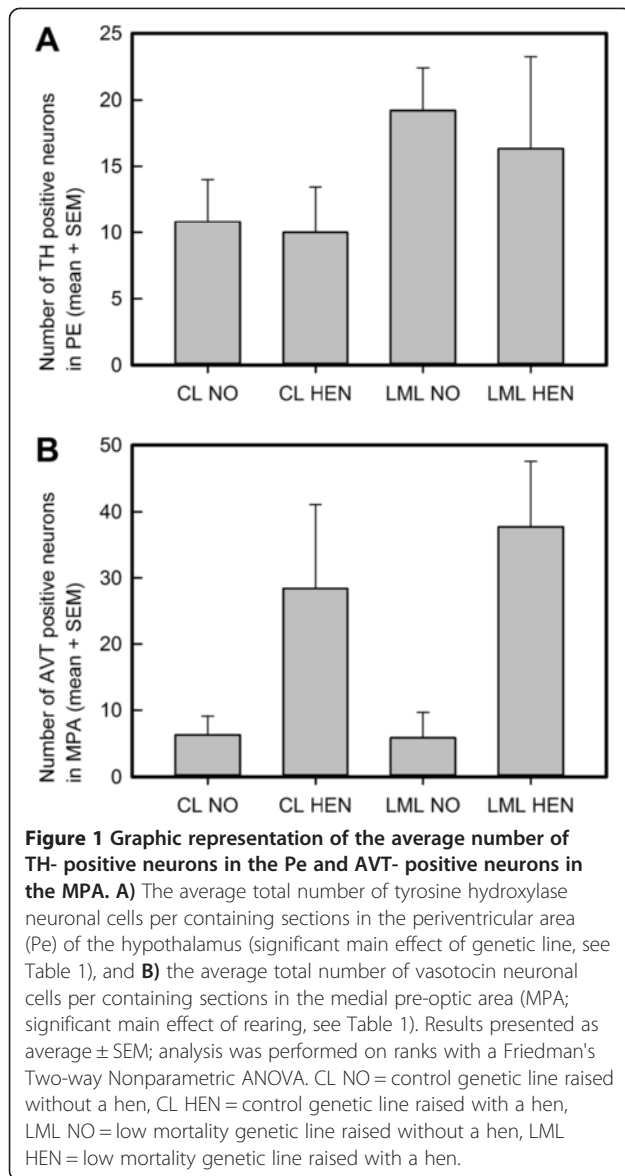 A
Number of TH positive neurons
in PE (mean + SEM)
25
20
15
10
5
0
CL NO CL HEN LML NO LML HEN
B
Number of AVT positive neurons
in MPA (mean + SEM)
50
40
30
20
10
0
CL NO CL HEN LML NO LML HEN
Figure 1 Graphic representation of the average number of
TH- positive neurons in the Pe and AVT- positive neurons in
the MPA. A) The average total number of tyrosine hydroxylase
neuronal cells per containing sections in the periventricular area
(Pe) of the hypothalamus (significant main effect of genetic line, see
Table 1), and B) the average total number of vasotocin neuronal
cells per containing sections in the medial pre-optic area (MPA;
significant main effect of rearing, see Table 1). Results presented as
average ± SEM; analysis was performed on ranks with a Friedman's
Two-way Nonparametric ANOVA. CL NO = control genetic line raised
without a hen, CL HEN = control genetic line raised with a hen,
LML NO = low mortality genetic line raised without a hen, LML
HEN = low mortality genetic line raised with a hen.